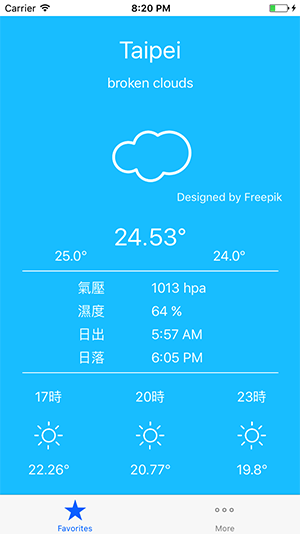 Carrier 8:20 PM
Taipei
broken clouds
Designed by Freepik
24.53°
25.0° 24.0°
氣壓 1013 hpa
濕度 64 %
日出 5:57 AM
日落 6:05 PM
17時 20時 23時
22.26° 20.77° 19.8°
Favorites More